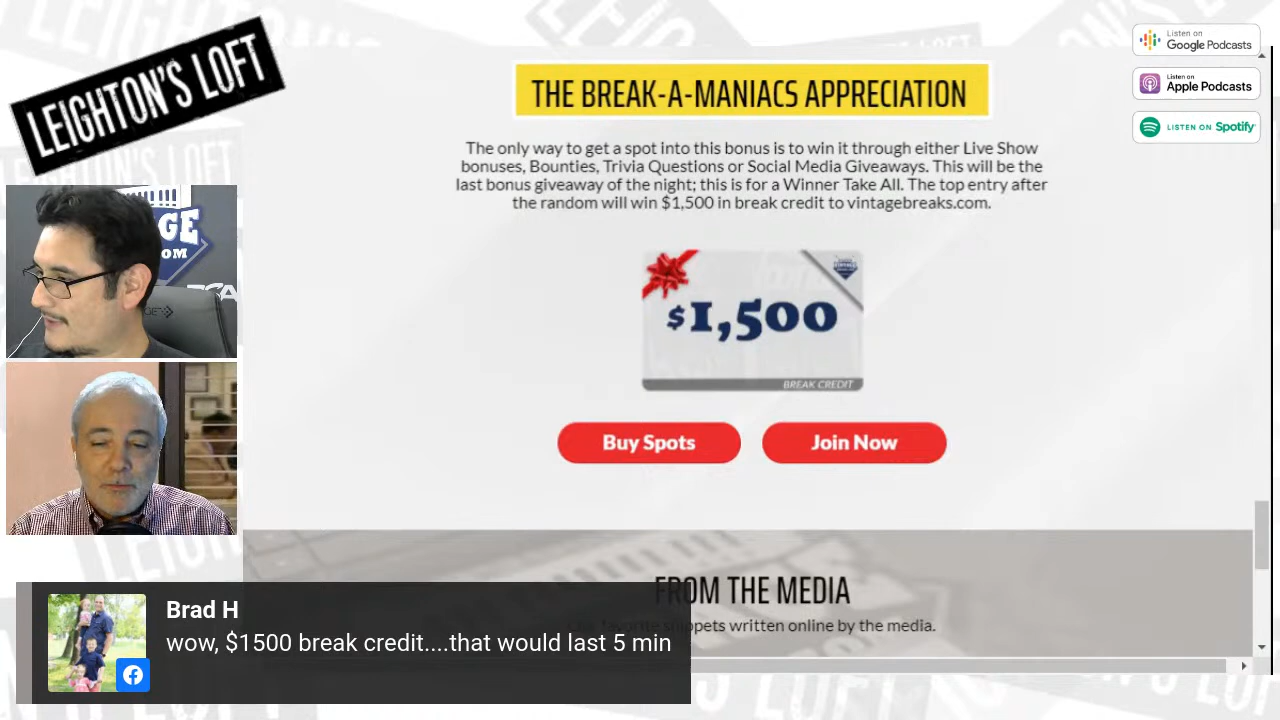 LEIGHTON'S LOFT
Listen on
Google Podcasts
Listen on
Apple Podcasts
LISTEN ON Spotify
THE BREAK-A-MANIACS APPRECIATION
The only way to get a spot into this bonus is to win it through either Live Show
bonuses, Bounties, Trivia Questions or Social Media Giveaways. This will be the
last bonus giveaway of the night; this is for a Winner Take All. The top entry after
the random will win $1,500 in break credit to vintagebreaks.com.
$1,500
BREAK CREDIT
Buy Spots
Join Now
FROM THE MEDIA
snippets written online by the media.
Brad H
wow, $1500 break credit....that would last 5 min